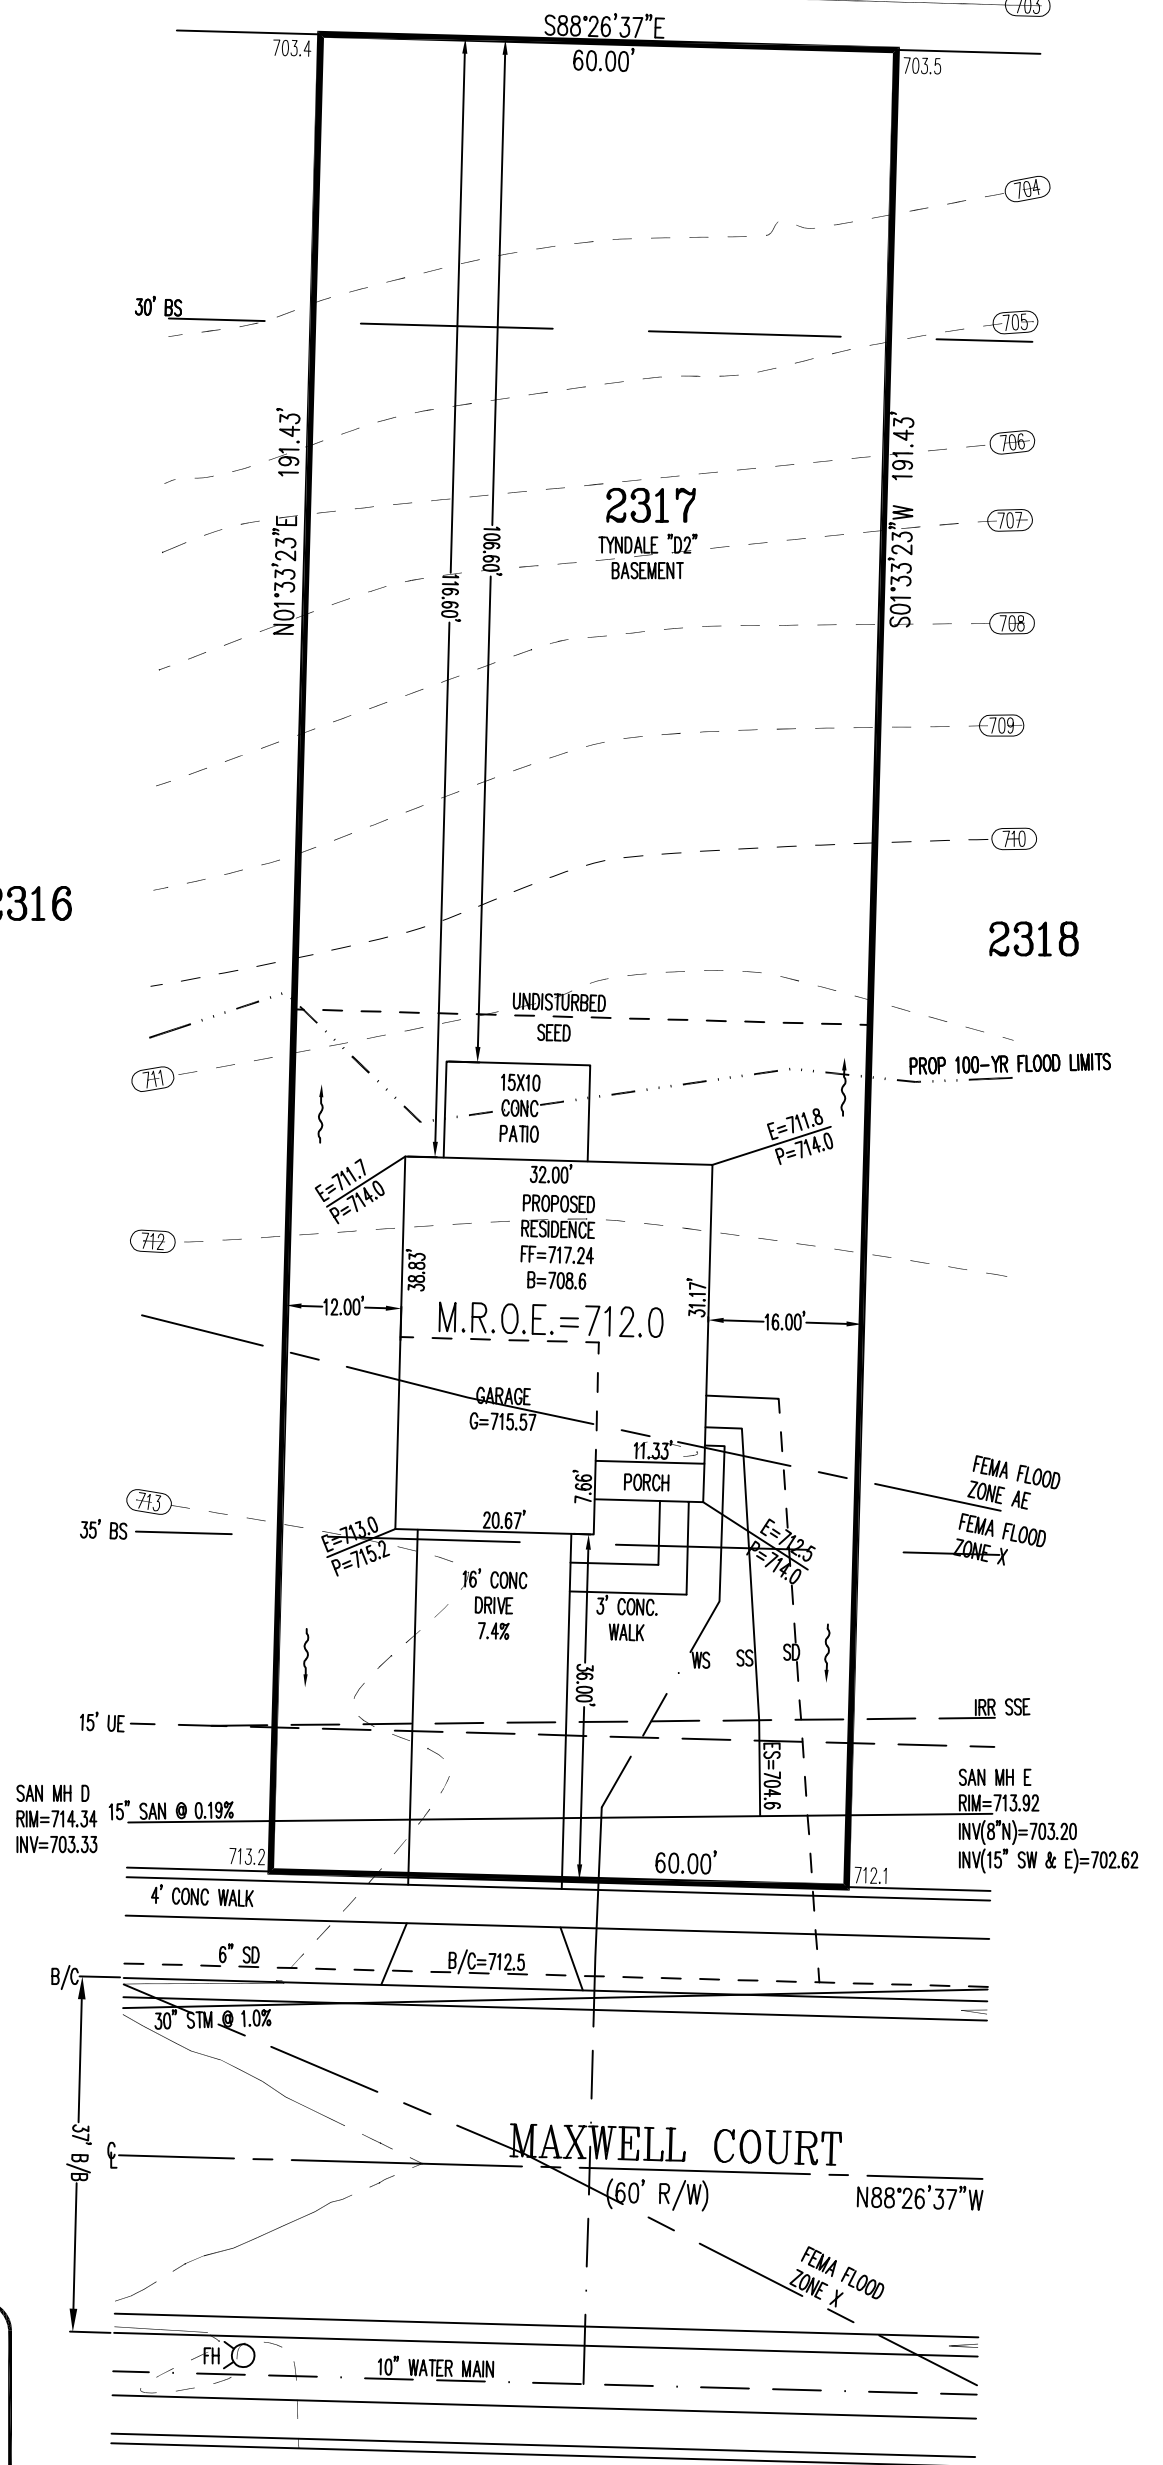 703
S88°26'37"E
60.00'
703.4
703.5
704
30' BS
705
706
707
N01°33'23"E 191.43'
S01°33'23"W 191.43'
2317
TYNDALE "D2"
BASEMENT
106.60'
116.60'
708
709
710
2316
2318
UNDISTURBED
SEED
711
PROP 100-YR FLOOD LIMITS
15X10
CONC
PATIO
E=711.8
P=714.0
E=711.7
P=714.0
32.00'
PROPOSED
RESIDENCE
FF=717.24
B=708.6
712
38.83'
31.17'
12.00'
M.R.O.E.=712.0
16.00'
GARAGE
G=715.57
11.33'
PORCH
7.66'
FEMA FLOOD
ZONE AE
FEMA FLOOD
ZONE X
713
35' BS
20.67'
E=713.0
P=715.2
E=712.5
P=714.0
16' CONC
DRIVE
7.4%
3' CONC.
WALK
WS
SS
SD
36.00'
15' UE
IRR SSE
ES=704.6
SAN MH D
RIM=714.34
INV=703.33
15" SAN @ 0.19%
SAN MH E
RIM=713.92
INV(8"N)=703.20
INV(15" SW & E)=702.62
713.2
60.00'
712.1
4' CONC WALK
6" SD
B/C=712.5
B/C
30" STM @ 1.0%
37' B/B
CL
MAXWELL COURT
(60' R/W)
N88°26'37"W
FEMA FLOOD
ZONE X
FH
10" WATER MAIN